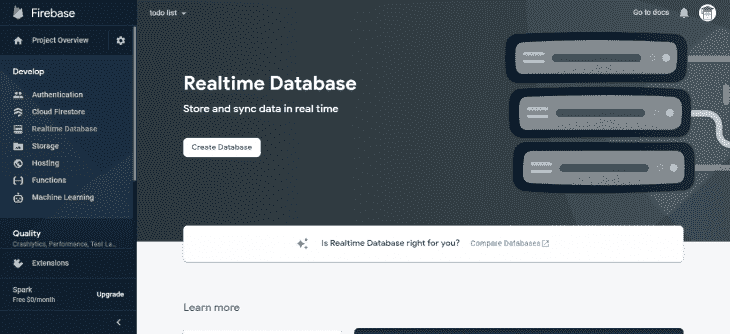 Firebase
todo list
Go to docs
Project Overview
Develop
Authentication
Cloud Firestore
Realtime Database
Storage
Hosting
Functions
Machine Learning
Quality
Crashlytics, Performance, Test La...
Extensions
Spark
Free $0/month
Upgrade
Realtime Database
Store and sync data in real time
Create Database
Is Realtime Database right for you? Compare Databases
Learn more